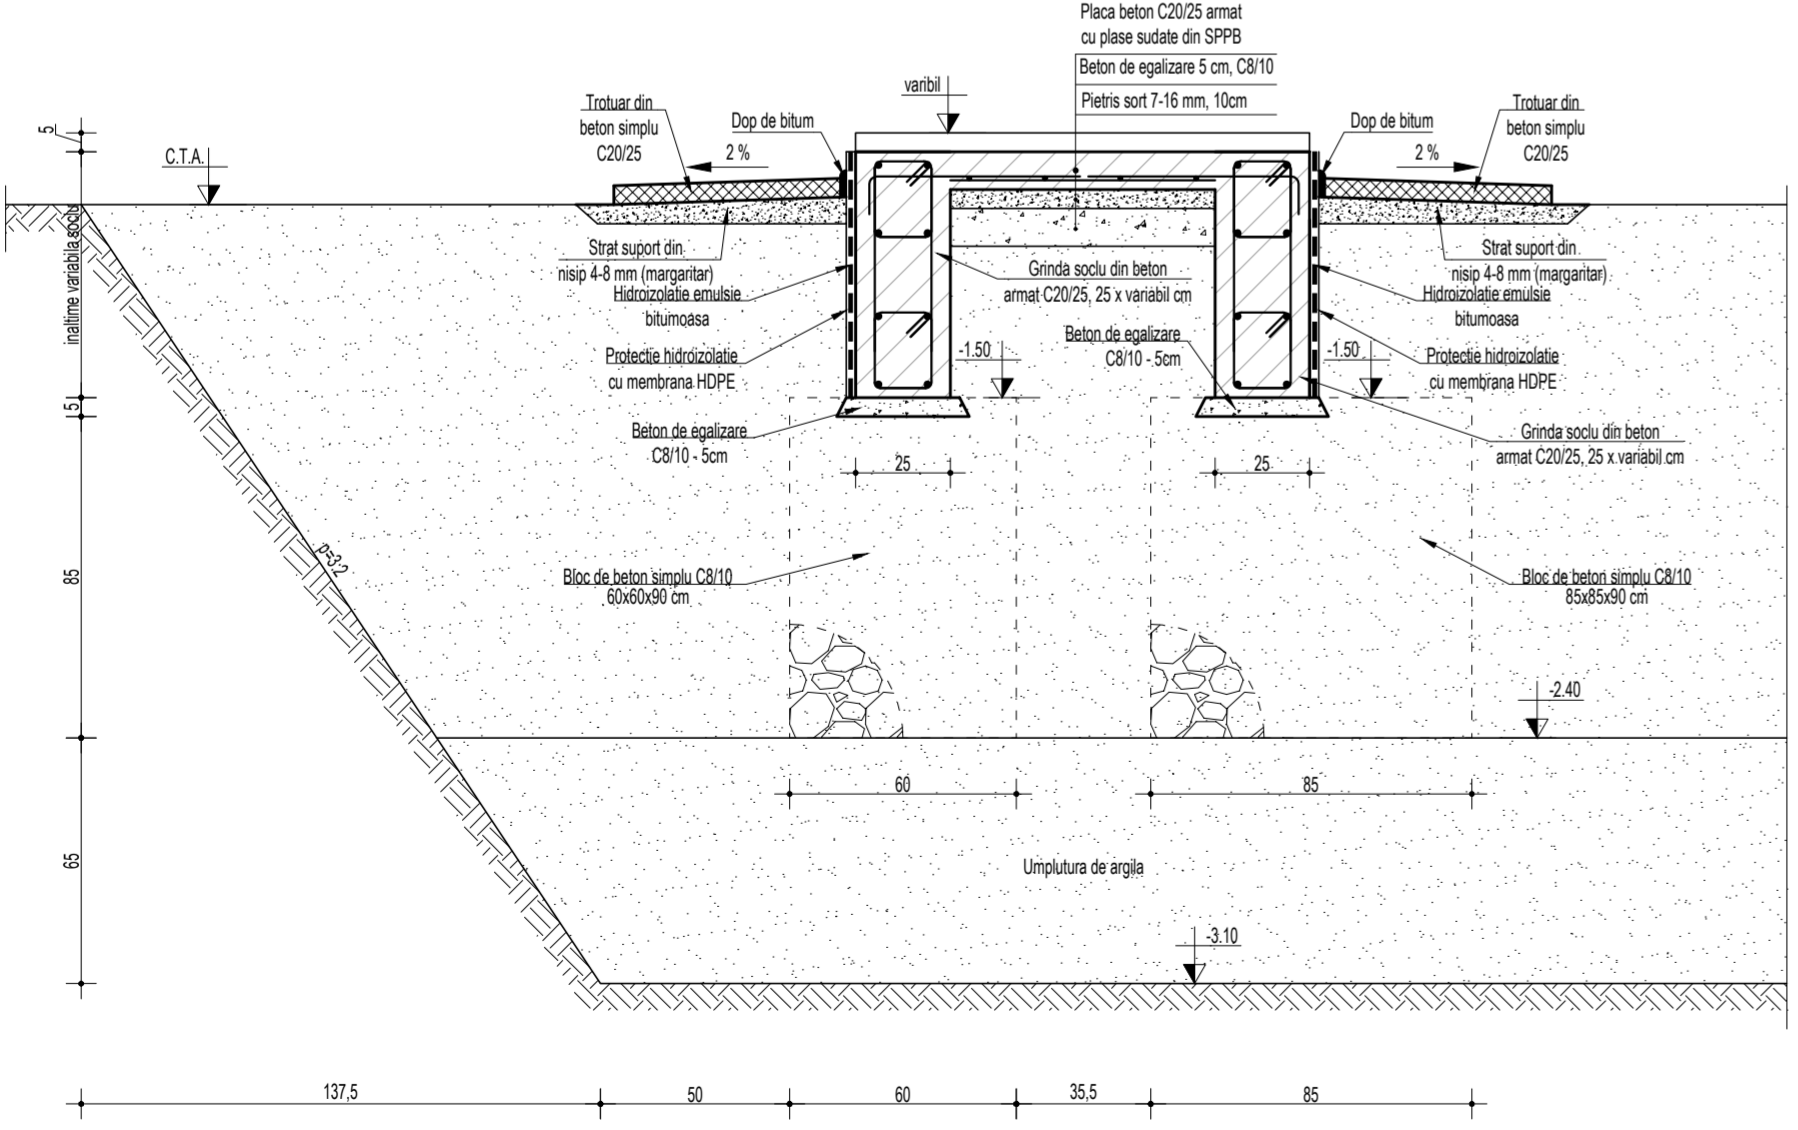 Placa beton C20/25 armat
cu plase sudate din SPPB
Beton de egalizare 5 cm, C8/10
Pietris sort 7-16 mm, 10cm
varibil
Trotuar din
beton simplu
C20/25
Dop de bitum
2 %
Dop de bitum
2 %
Trotuar din
beton simplu
C20/25
5
C.T.A.
inaltime variabila soclu
Strat suport din
nisip 4-8 mm (margaritar)
Hidroizolatie emulsie
bitumoasa
Protectie hidroizolatie
cu membrana HDPE
Grinda soclu din beton
armat C20/25, 25 x variabil cm
Beton de egalizare
C8/10 - 5cm
-1.50
-1.50
Strat suport din
nisip 4-8 mm (margaritar)
Hidroizolatie emulsie
bitumoasa
Protectie hidroizolatie
cu membrana HDPE
5
Beton de egalizare
C8/10 - 5cm
25
25
Grinda soclu din beton
armat C20/25, 25 x variabil cm
p=3:2
85
Bloc de beton simplu C8/10
60x60x90 cm
Bloc de beton simplu C8/10
85x85x90 cm
-2.40
60
85
65
Umplutura de argila
-3.10
137,5
50
60
35,5
85